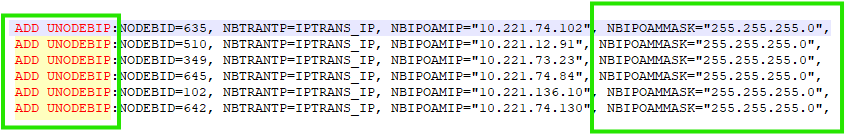 ADD UNODEBIP:NODEBID=635, NBTRANTP=IPTRANS_IP, NBIPOAMIP="10.221.74.102", NBIPOAMMASK="255.255.255.0",
ADD UNODEBIP:NODEBID=510, NBTRANTP=IPTRANS_IP, NBIPOAMIP="10.221.12.91", NBIPOAMMASK="255.255.255.0",
ADD UNODEBIP:NODEBID=349, NBTRANTP=IPTRANS_IP, NBIPOAMIP="10.221.73.23", NBIPOAMMASK="255.255.255.0",
ADD UNODEBIP:NODEBID=645, NBTRANTP=IPTRANS_IP, NBIPOAMIP="10.221.74.84", NBIPOAMMASK="255.255.255.0",
ADD UNODEBIP:NODEBID=102, NBTRANTP=IPTRANS_IP, NBIPOAMIP="10.221.136.10", NBIPOAMMASK="255.255.255.0",
ADD UNODEBIP:NODEBID=642, NBTRANTP=IPTRANS_IP, NBIPOAMIP="10.221.74.130", NBIPOAMMASK="255.255.255.0",